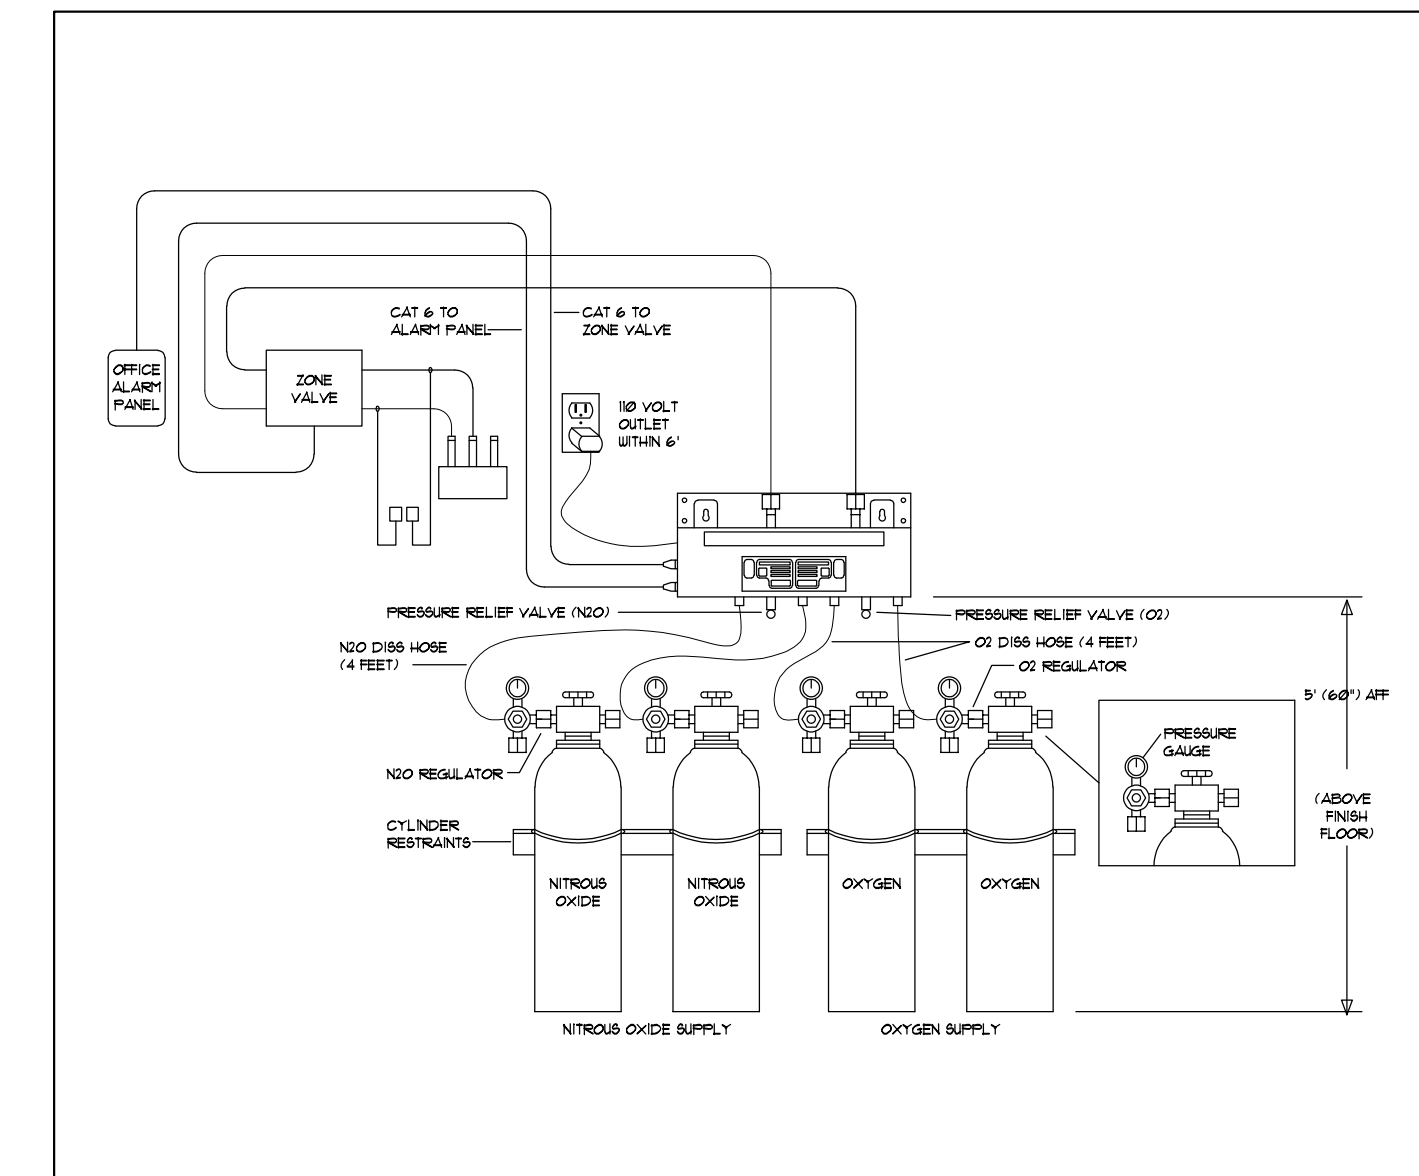 CAT 6 TO
ALARM PANEL
CAT 6 TO
ZONE VALVE
OFFICE
ALARM
PANEL
ZONE
VALVE
110 VOLT
OUTLET
WITHIN 6'
PRESSURE RELIEF VALVE (N2O)
PRESSURE RELIEF VALVE (O2)
N2O DISS HOSE
(4 FEET)
O2 DISS HOSE (4 FEET)
O2 REGULATOR
5' (60") AFF
PRESSURE
GAUGE
N2O REGULATOR
(ABOVE
FINISH
FLOOR)
CYLINDER
RESTRAINTS
NITROUS
OXIDE
NITROUS
OXIDE
OXYGEN
OXYGEN
NITROUS OXIDE SUPPLY
OXYGEN SUPPLY